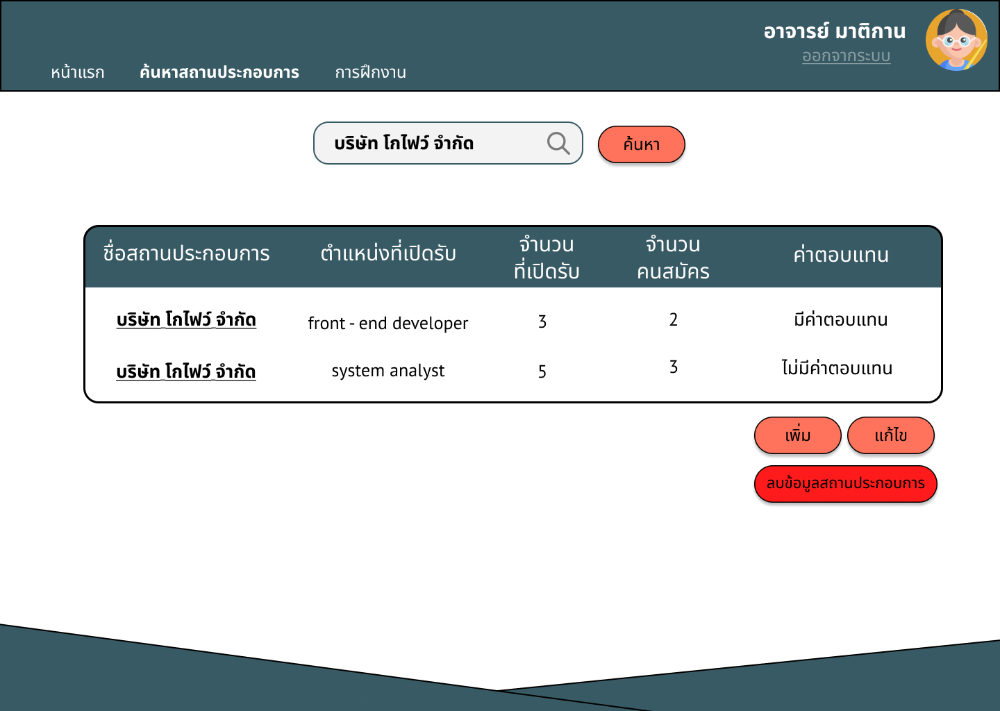 อาจารย์ มาติกาน
ออกจากระบบ
หน้าแรก ค้นหาสถานประกอบการ การฝึกงาน
บริษัท โกไฟว์ จำกัด ค้นหา
ชื่อสถานประกอบการ ตำแหน่งที่เปิดรับ จำนวน ที่เปิดรับ จำนวน คนสมัคร ค่าตอบแทน
บริษัท โกไฟว์ จำกัด front - end developer 3 2 มีค่าตอบแทน
บริษัท โกไฟว์ จำกัด system analyst 5 3 ไม่มีค่าตอบแทน
เพิ่ม แก้ไข
ลบข้อมูลสถานประกอบการ